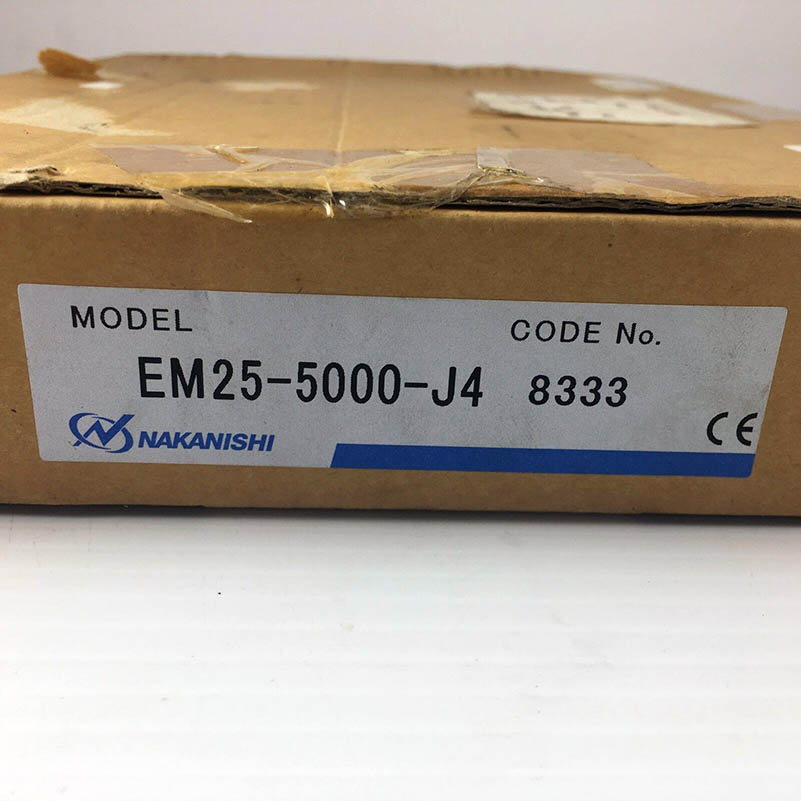 MODEL CODE No.
EM25-5000-J4 8333
NAKANISHI CE